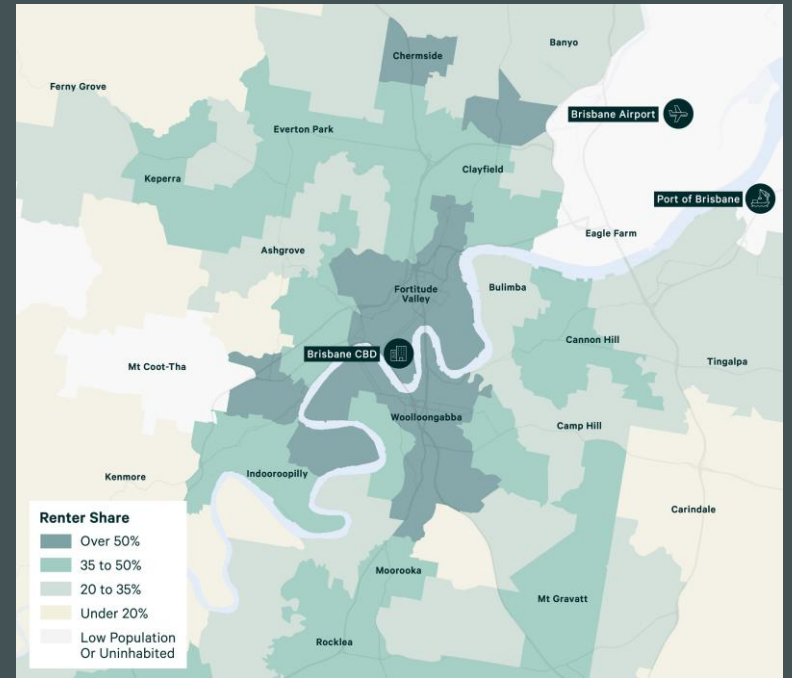 Chermside
Banyo
Ferny Grove
Brisbane Airport
Everton Park
Clayfield
Keperra
Port of Brisbane
Eagle Farm
Ashgrove
Fortitude
Valley
Bulimba
Cannon Hill
Brisbane CBD
Mt Coot-Tha
Tingalpa
Woolloongabba
Camp Hill
Kenmore
Indooroopilly
Carindale
Renter Share
Over 50%
35 to 50%
20 to 35%
Under 20%
Low Population
Or Uninhabited
Moorooka
Mt Gravatt
Rocklea